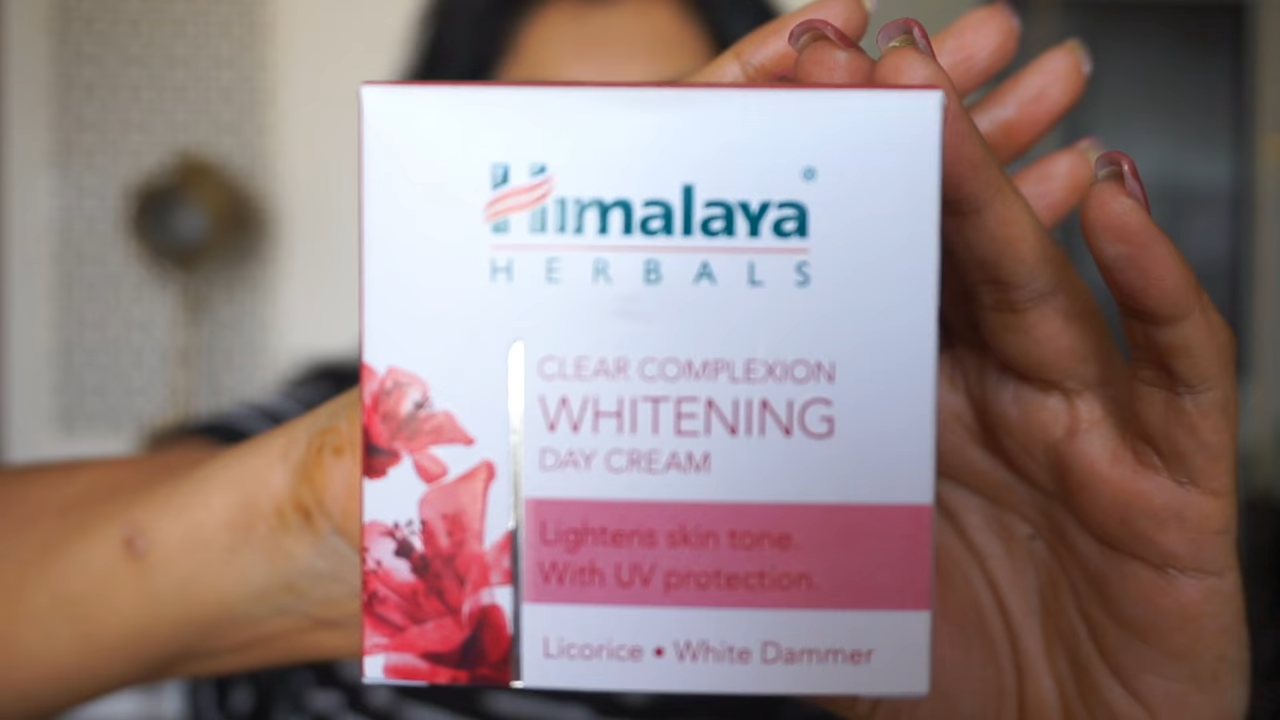 Himalaya
HERBALS
CLEAR COMPLEXION
WHITENING
DAY CREAM
Lightens skin tone.
With UV protection.
Licorice • White Dammer